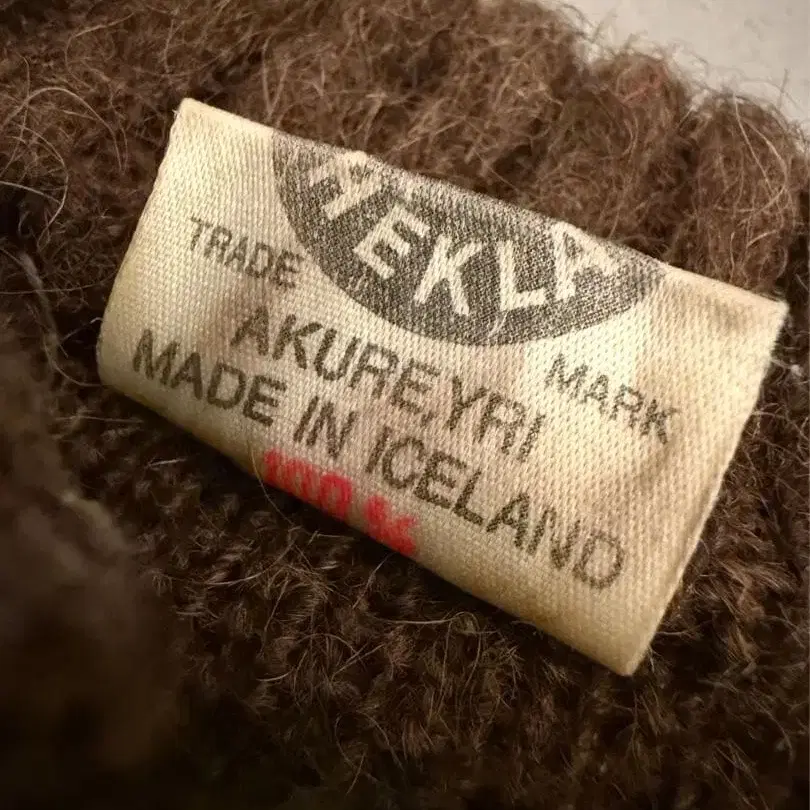 HEKLA
TRADE MARK
AKUREYRI
MADE IN ICELAND
100 %